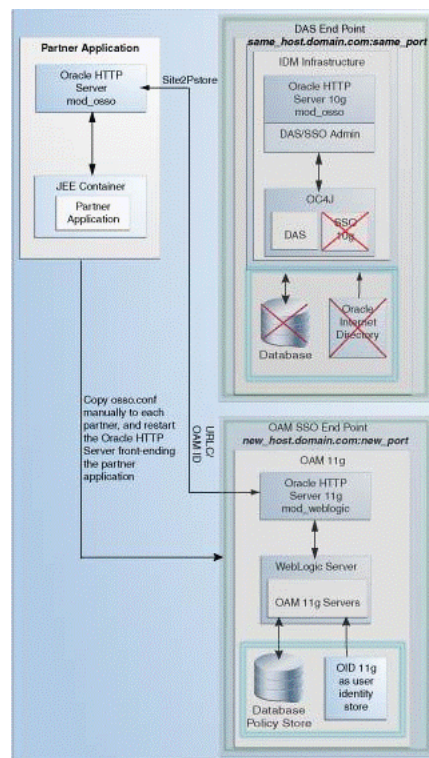 Partner Application
Oracle HTTP
Server
mod_osso
JEE Container
Partner
Application
Site2Pstore
DAS End Point
same_host.domain.com:same_port
IDM Infrastructure
Oracle HTTP
Server 10g
mod_osso
DAS/SSO Admin
OC4J
DAS
SSO
10g
Database
Oracle
Internet
Directory
Copy osso.conf
manually to each
partner, and restart
the Oracle HTTP
Server front-ending
the partner
application
URLC/
OAM ID
OAM SSO End Point
new_host.domain.com:new_port
OAM 11g
Oracle HTTP
Server 11g
mod_weblogic
WebLogic Server
OAM 11g Servers
Database
Policy Store
OID 11g
as user
identity
store